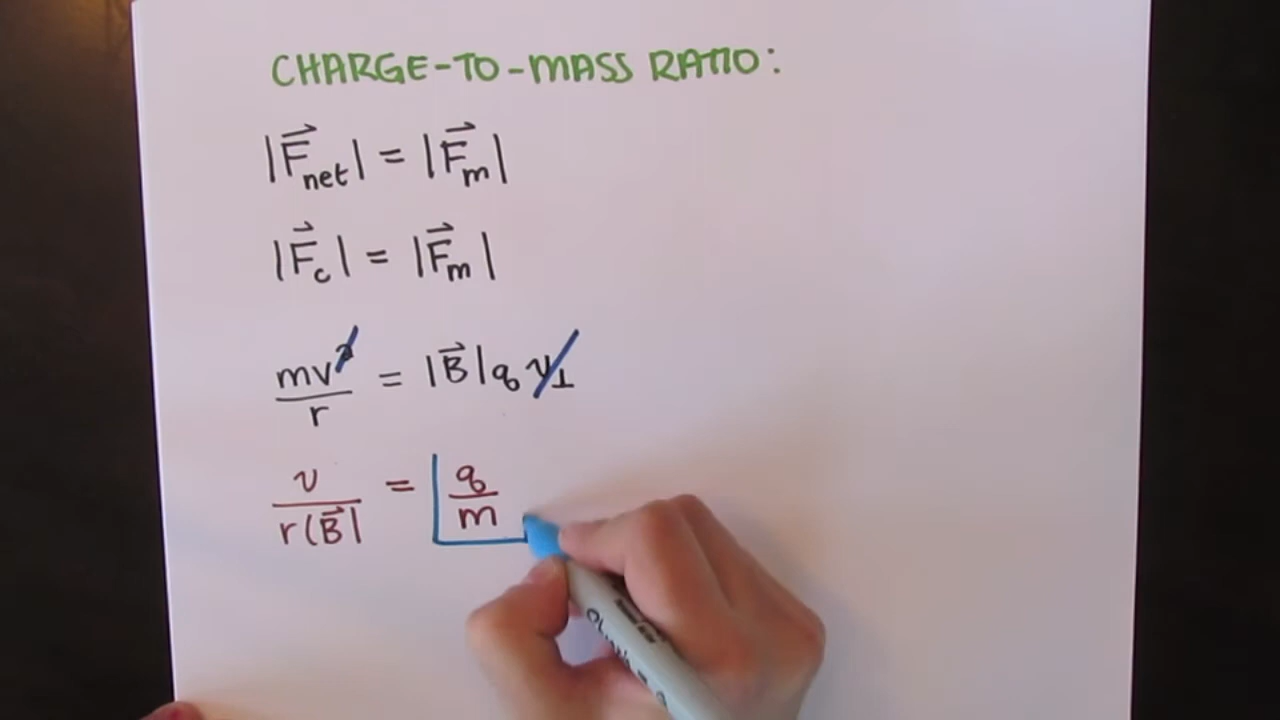 CHARGE-TO-MASS RATIO:
|F⃗net| = |F⃗m|
|F⃗c| = |F⃗m|
mv²/r = |B⃗|qv⊥
v/r|B⃗| = q/m